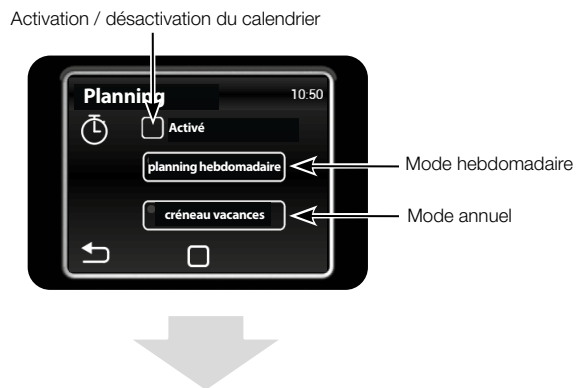 Activation / désactivation du calendrier
Planning 10:50
Activé
planning hebdomadaire
Mode hebdomadaire
créneau vacances
Mode annuel